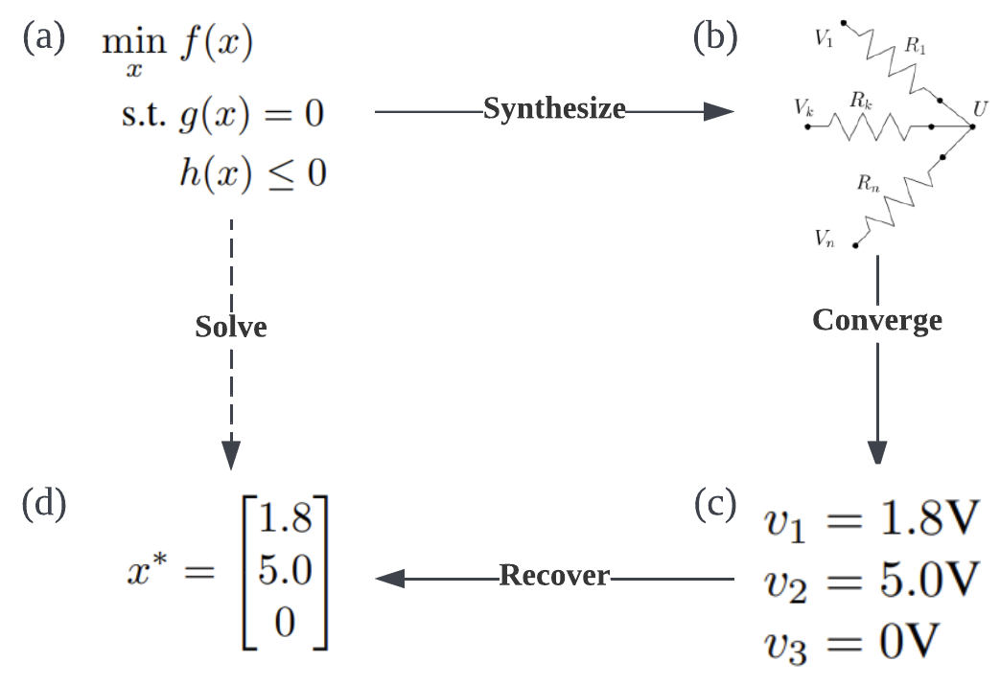 (a)
min f(x)
x
s.t. g(x) = 0
h(x) ≤ 0
Synthesize
(b)
V₁
R₁
Vₖ
Rₖ
U
Rₙ
Vₙ
Solve
Converge
(d)
x* = [1.8
5.0
0]
Recover
(c)
v₁ = 1.8V
v₂ = 5.0V
v₃ = 0V